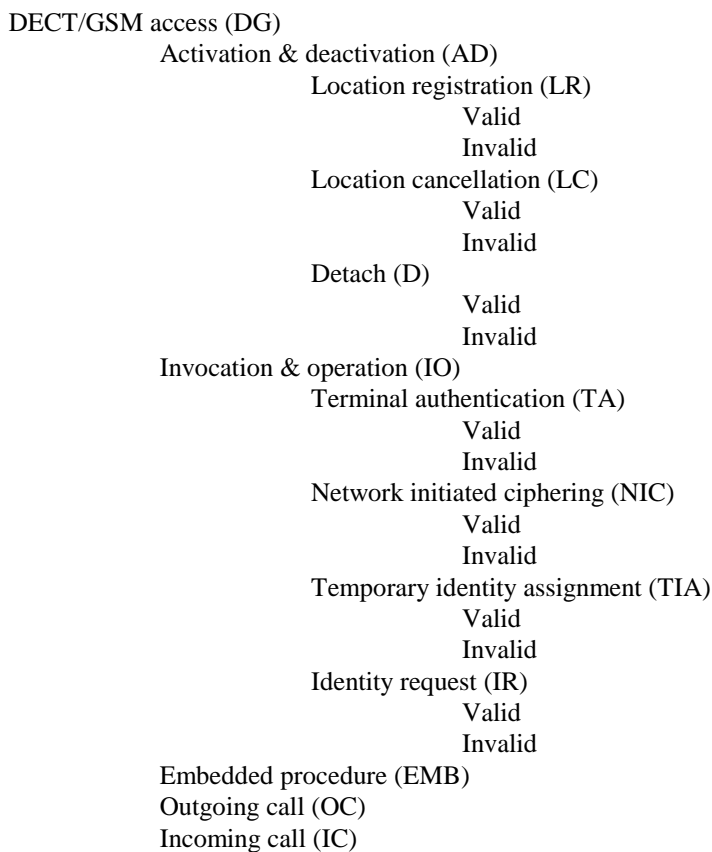 DECT/GSM access (DG)
Activation & deactivation (AD)
Location registration (LR)
Valid
Invalid
Location cancellation (LC)
Valid
Invalid
Detach (D)
Valid
Invalid
Invocation & operation (IO)
Terminal authentication (TA)
Valid
Invalid
Network initiated ciphering (NIC)
Valid
Invalid
Temporary identity assignment (TIA)
Valid
Invalid
Identity request (IR)
Valid
Invalid
Embedded procedure (EMB)
Outgoing call (OC)
Incoming call (IC)